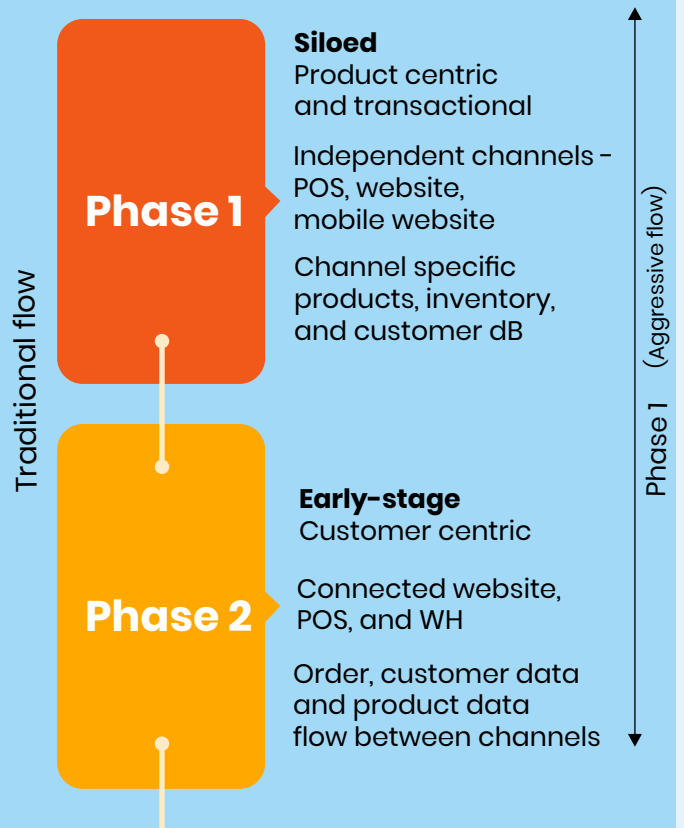 Traditional flow
Phase 1
Siloed
Product centric
and transactional
Independent channels -
POS, website,
mobile website
Channel specific
products, inventory,
and customer dB
Phase 2
Early-stage
Customer centric
Connected website,
POS, and WH
Order, customer data
and product data
flow between channels
Phase 1 (Aggressive flow)